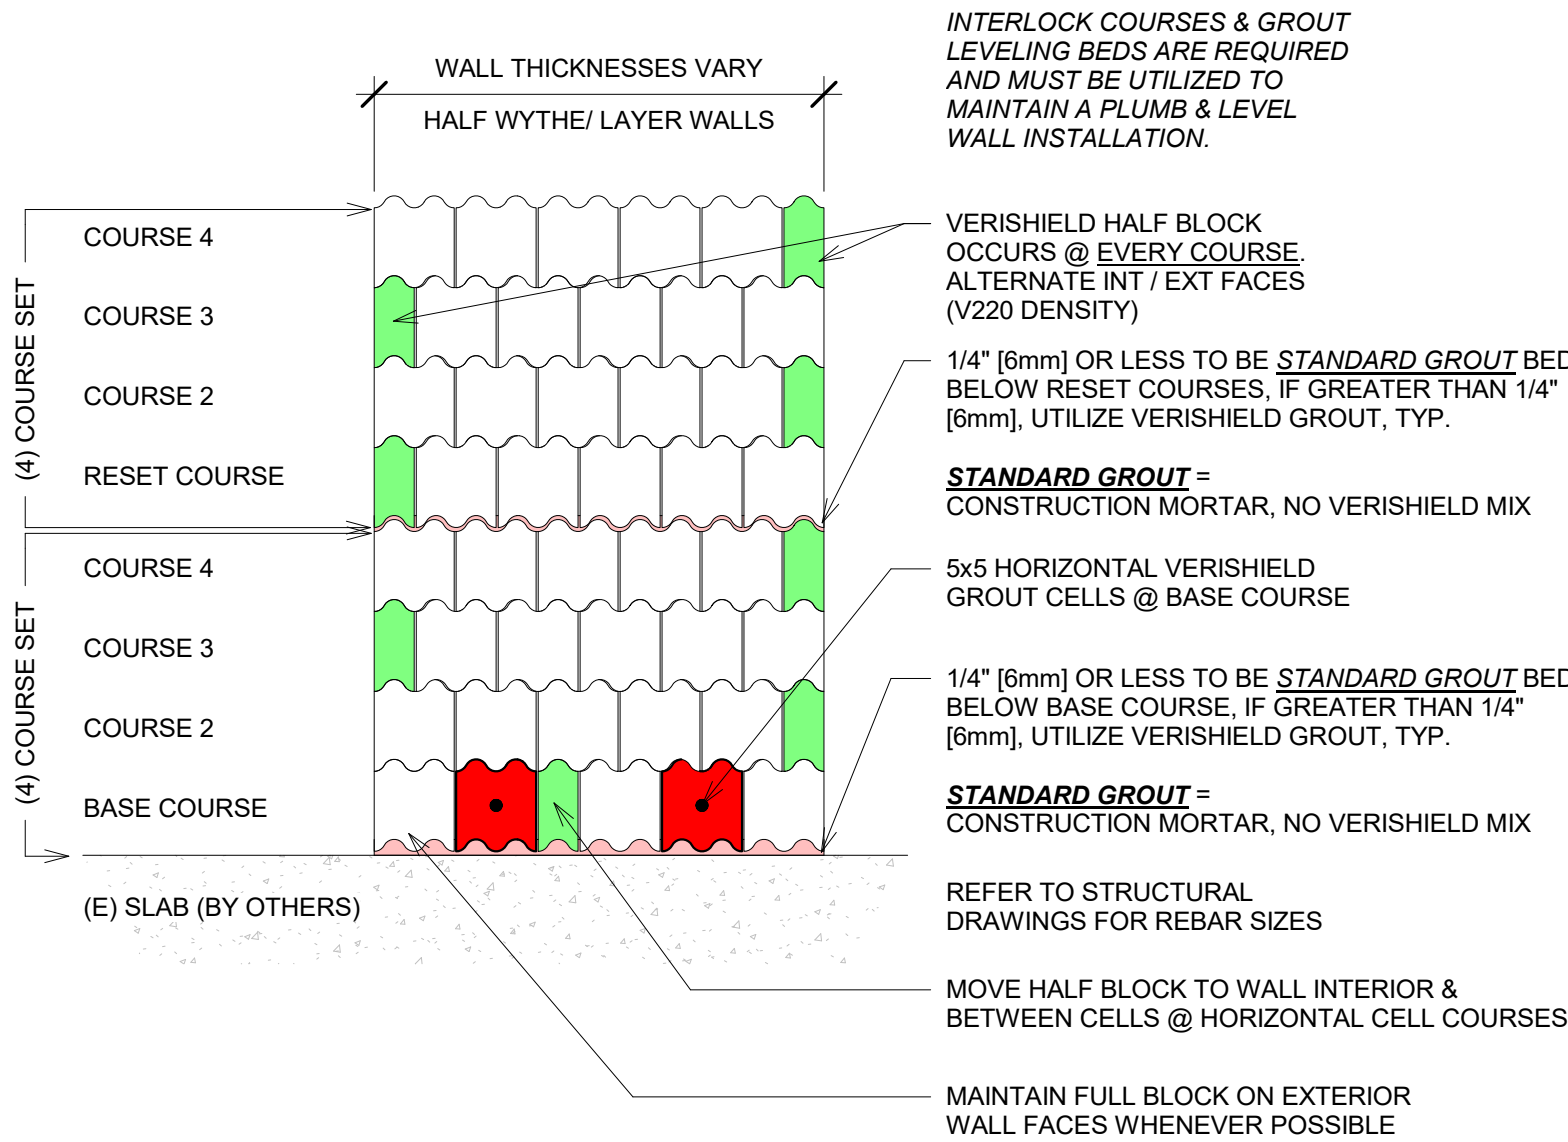 INTERLOCK COURSES & GROUT
LEVELING BEDS ARE REQUIRED
AND MUST BE UTILIZED TO
MAINTAIN A PLUMB & LEVEL
WALL INSTALLATION.
WALL THICKNESSES VARY
HALF WYTHE/ LAYER WALLS
(4) COURSE SET
COURSE 4
COURSE 3
COURSE 2
RESET COURSE
(4) COURSE SET
COURSE 4
COURSE 3
COURSE 2
BASE COURSE
(E) SLAB (BY OTHERS)
VERISHIELD HALF BLOCK
OCCURS @ EVERY COURSE.
ALTERNATE INT / EXT FACES
(V220 DENSITY)
1/4" [6mm] OR LESS TO BE STANDARD GROUT BED
BELOW RESET COURSES, IF GREATER THAN 1/4"
[6mm], UTILIZE VERISHIELD GROUT, TYP.
STANDARD GROUT =
CONSTRUCTION MORTAR, NO VERISHIELD MIX
5x5 HORIZONTAL VERISHIELD
GROUT CELLS @ BASE COURSE
1/4" [6mm] OR LESS TO BE STANDARD GROUT BED
BELOW BASE COURSE, IF GREATER THAN 1/4"
[6mm], UTILIZE VERISHIELD GROUT, TYP.
STANDARD GROUT =
CONSTRUCTION MORTAR, NO VERISHIELD MIX
REFER TO STRUCTURAL
DRAWINGS FOR REBAR SIZES
MOVE HALF BLOCK TO WALL INTERIOR &
BETWEEN CELLS @ HORIZONTAL CELL COURSES
MAINTAIN FULL BLOCK ON EXTERIOR
WALL FACES WHENEVER POSSIBLE